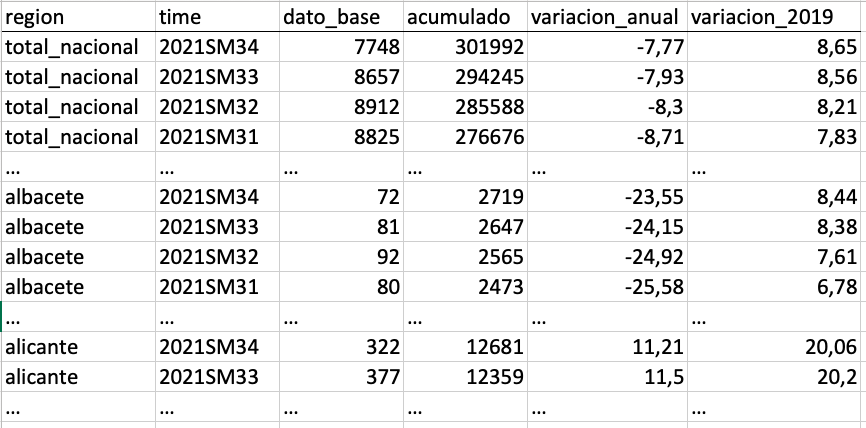 region time dato_base acumulado variacion_anual variacion_2019
total_nacional 2021SM34 7748 301992 -7,77 8,65
total_nacional 2021SM33 8657 294245 -7,93 8,56
total_nacional 2021SM32 8912 285588 -8,3 8,21
total_nacional 2021SM31 8825 276676 -8,71 7,83
... ... ... ... ... ...
albacete 2021SM34 72 2719 -23,55 8,44
albacete 2021SM33 81 2647 -24,15 8,38
albacete 2021SM32 92 2565 -24,92 7,61
albacete 2021SM31 80 2473 -25,58 6,78
... ... ... ... ... ...
alicante 2021SM34 322 12681 11,21 20,06
alicante 2021SM33 377 12359 11,5 20,2
... ... ... ... ... ...